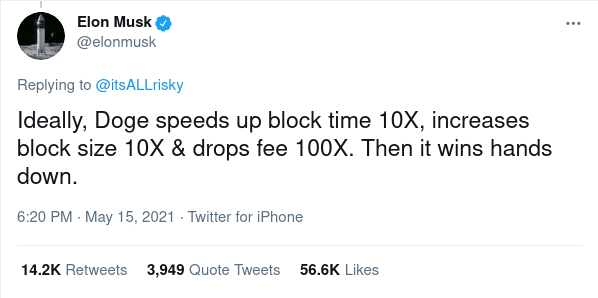 Elon Musk
@elonmusk
Replying to @itsALLrisky
Ideally, Doge speeds up block time 10X, increases
block size 10X & drops fee 100X. Then it wins hands
down.
6:20 PM · May 15, 2021 · Twitter for iPhone
14.2K Retweets 3,949 Quote Tweets 56.6K Likes